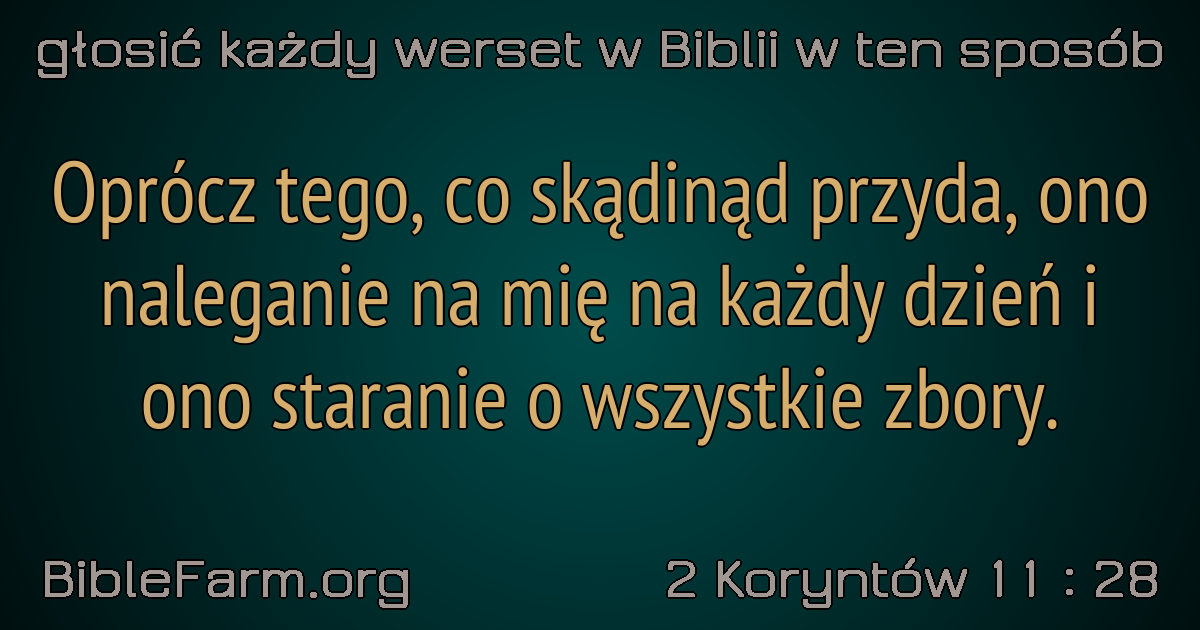 głosić każdy werset w Biblii w ten sposób
Oprócz tego, co skądinąd przyda, ono
naleganie na mię na każdy dzień i
ono staranie o wszystkie zbory.
BibleFarm.org
2 Koryntów 11 : 28